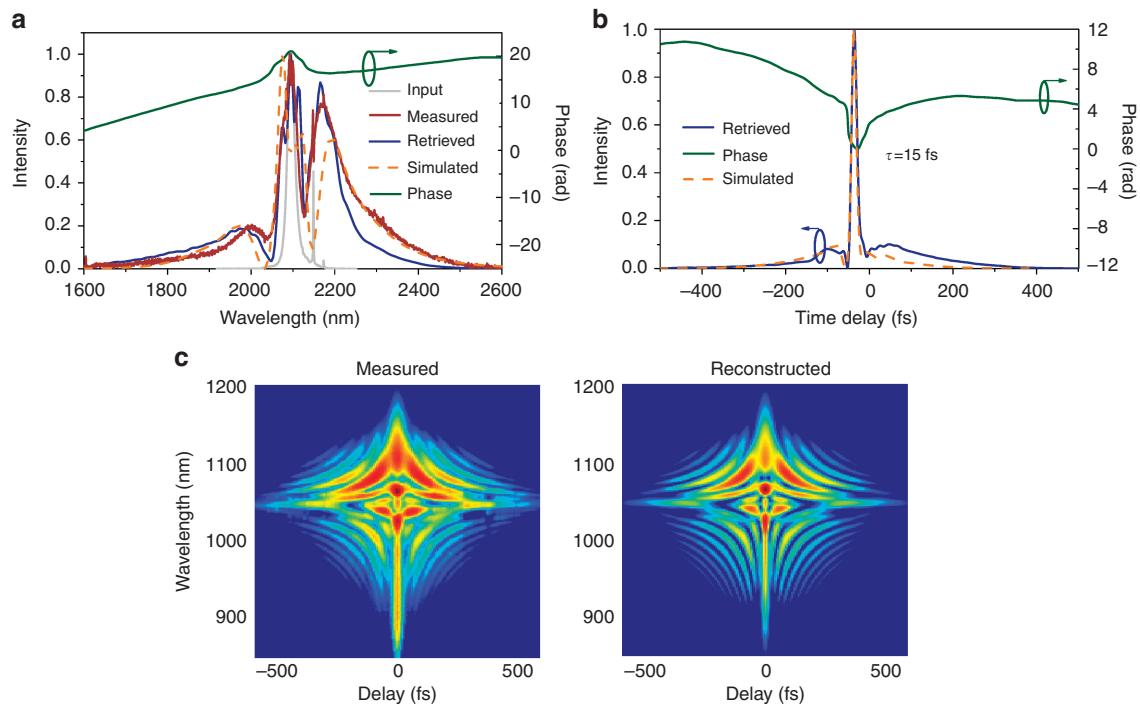 a
1.0
0.8
0.6
0.4
0.2
0.0
Intensity
1600
1800
2000
2200
2400
2600
Wavelength (nm)
20
10
0
−10
−20
Phase (rad)
Input
Measured
Retrieved
Simulated
Phase
b
1.0
0.8
0.6
0.4
0.2
0.0
Intensity
−400
−200
0
200
400
Time delay (fs)
12
8
4
0
−4
−8
−12
Phase (rad)
Retrieved
Phase
Simulated
τ=15 fs
c
Measured
1200
1100
1000
900
Wavelength (nm)
−500
0
500
Delay (fs)
Reconstructed
1200
1100
1000
900
−500
0
500
Delay (fs)